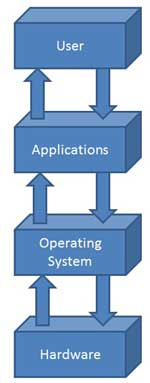 User
Applications
Operating
System
Hardware